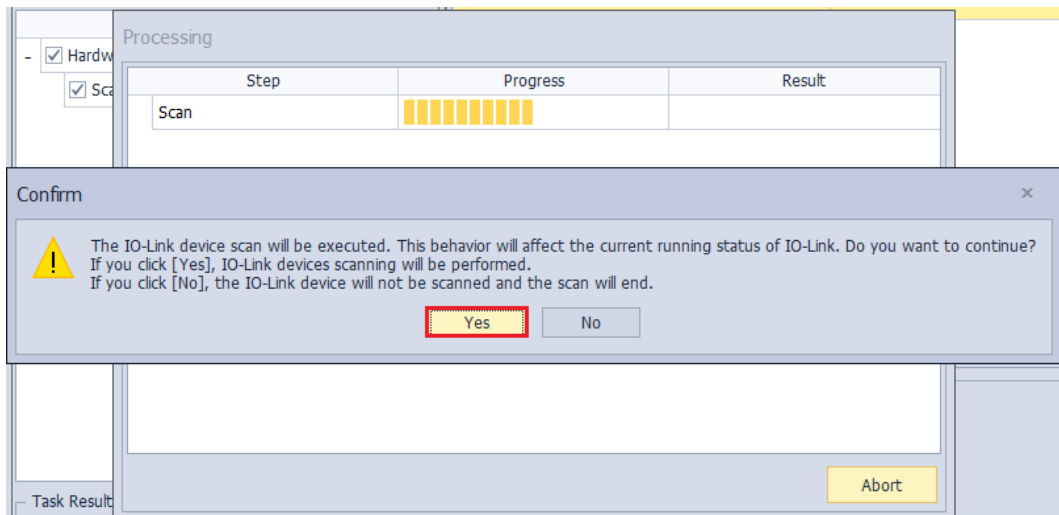 Processing
Hardw
Step Progress Result
Sca
Scan
Confirm
The IO-Link device scan will be executed. This behavior will affect the current running status of IO-Link. Do you want to continue?
If you click [Yes], IO-Link devices scanning will be performed.
If you click [No], the IO-Link device will not be scanned and the scan will end.
Yes No
Abort
Task Result